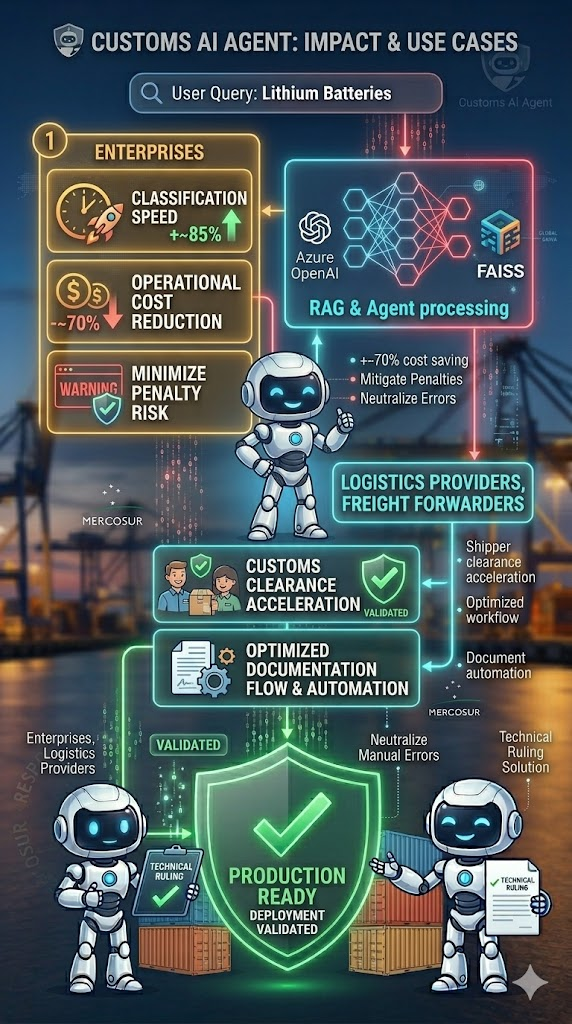 CUSTOMS AI AGENT: IMPACT & USE CASES
User Query: Lithium Batteries
Customs AI Agent
1
ENTERPRISES
CLASSIFICATION
SPEED
+~85%
OPERATIONAL
COST
REDUCTION
-~70%
WARNING
MINIMIZE
PENALTY
RISK
Azure
OpenAI
FAISS
RAG & Agent processing
• +-70% cost saving
• Mitigate Penalties
• Neutralize Errors
LOGISTICS PROVIDERS,
FREIGHT FORWARDERS
MERCOSUR
CUSTOMS
CLEARANCE
ACCELERATION
VALIDATED
Shipper
clearance
acceleration
Optimized
workflow
Document
automation
OPTIMIZED
DOCUMENTATION
FLOW & AUTOMATION
MERCOSUR
Enterprises,
Logistics
Providers
VALIDATED
Neutralize
Manual Errors
Technical
Ruling
Solution
TECHNICAL
RULING
PRODUCTION
READY
DEPLOYMENT
VALIDATED
TECHNICAL
RULING